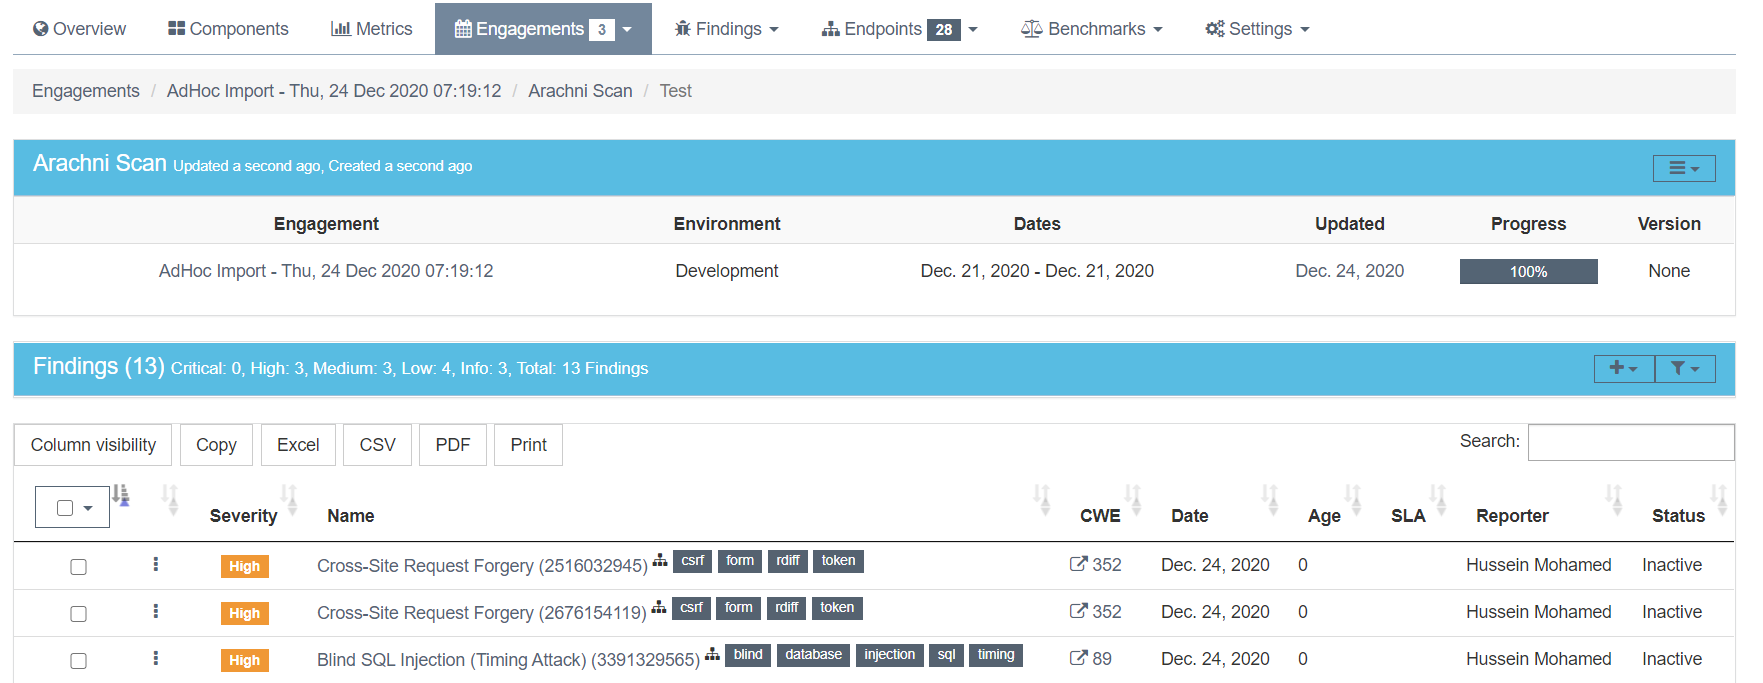 Overview Components Metrics Engagements 3 Findings Endpoints 28 Benchmarks Settings
Engagements / AdHoc Import - Thu, 24 Dec 2020 07:19:12 / Arachni Scan / Test
Arachni Scan Updated a second ago, Created a second ago
Engagement Environment Dates Updated Progress Version
AdHoc Import - Thu, 24 Dec 2020 07:19:12 Development Dec. 21, 2020 - Dec. 21, 2020 Dec. 24, 2020 100% None
Findings (13) Critical: 0, High: 3, Medium: 3, Low: 4, Info: 3, Total: 13 Findings
Column visibility Copy Excel CSV PDF Print Search:
Severity Name CWE Date Age SLA Reporter Status
High Cross-Site Request Forgery (2516032945) csrf form rdiff token 352 Dec. 24, 2020 0 Hussein Mohamed Inactive
High Cross-Site Request Forgery (2676154119) csrf form rdiff token 352 Dec. 24, 2020 0 Hussein Mohamed Inactive
High Blind SQL Injection (Timing Attack) (3391329565) blind database injection sql timing 89 Dec. 24, 2020 0 Hussein Mohamed Inactive